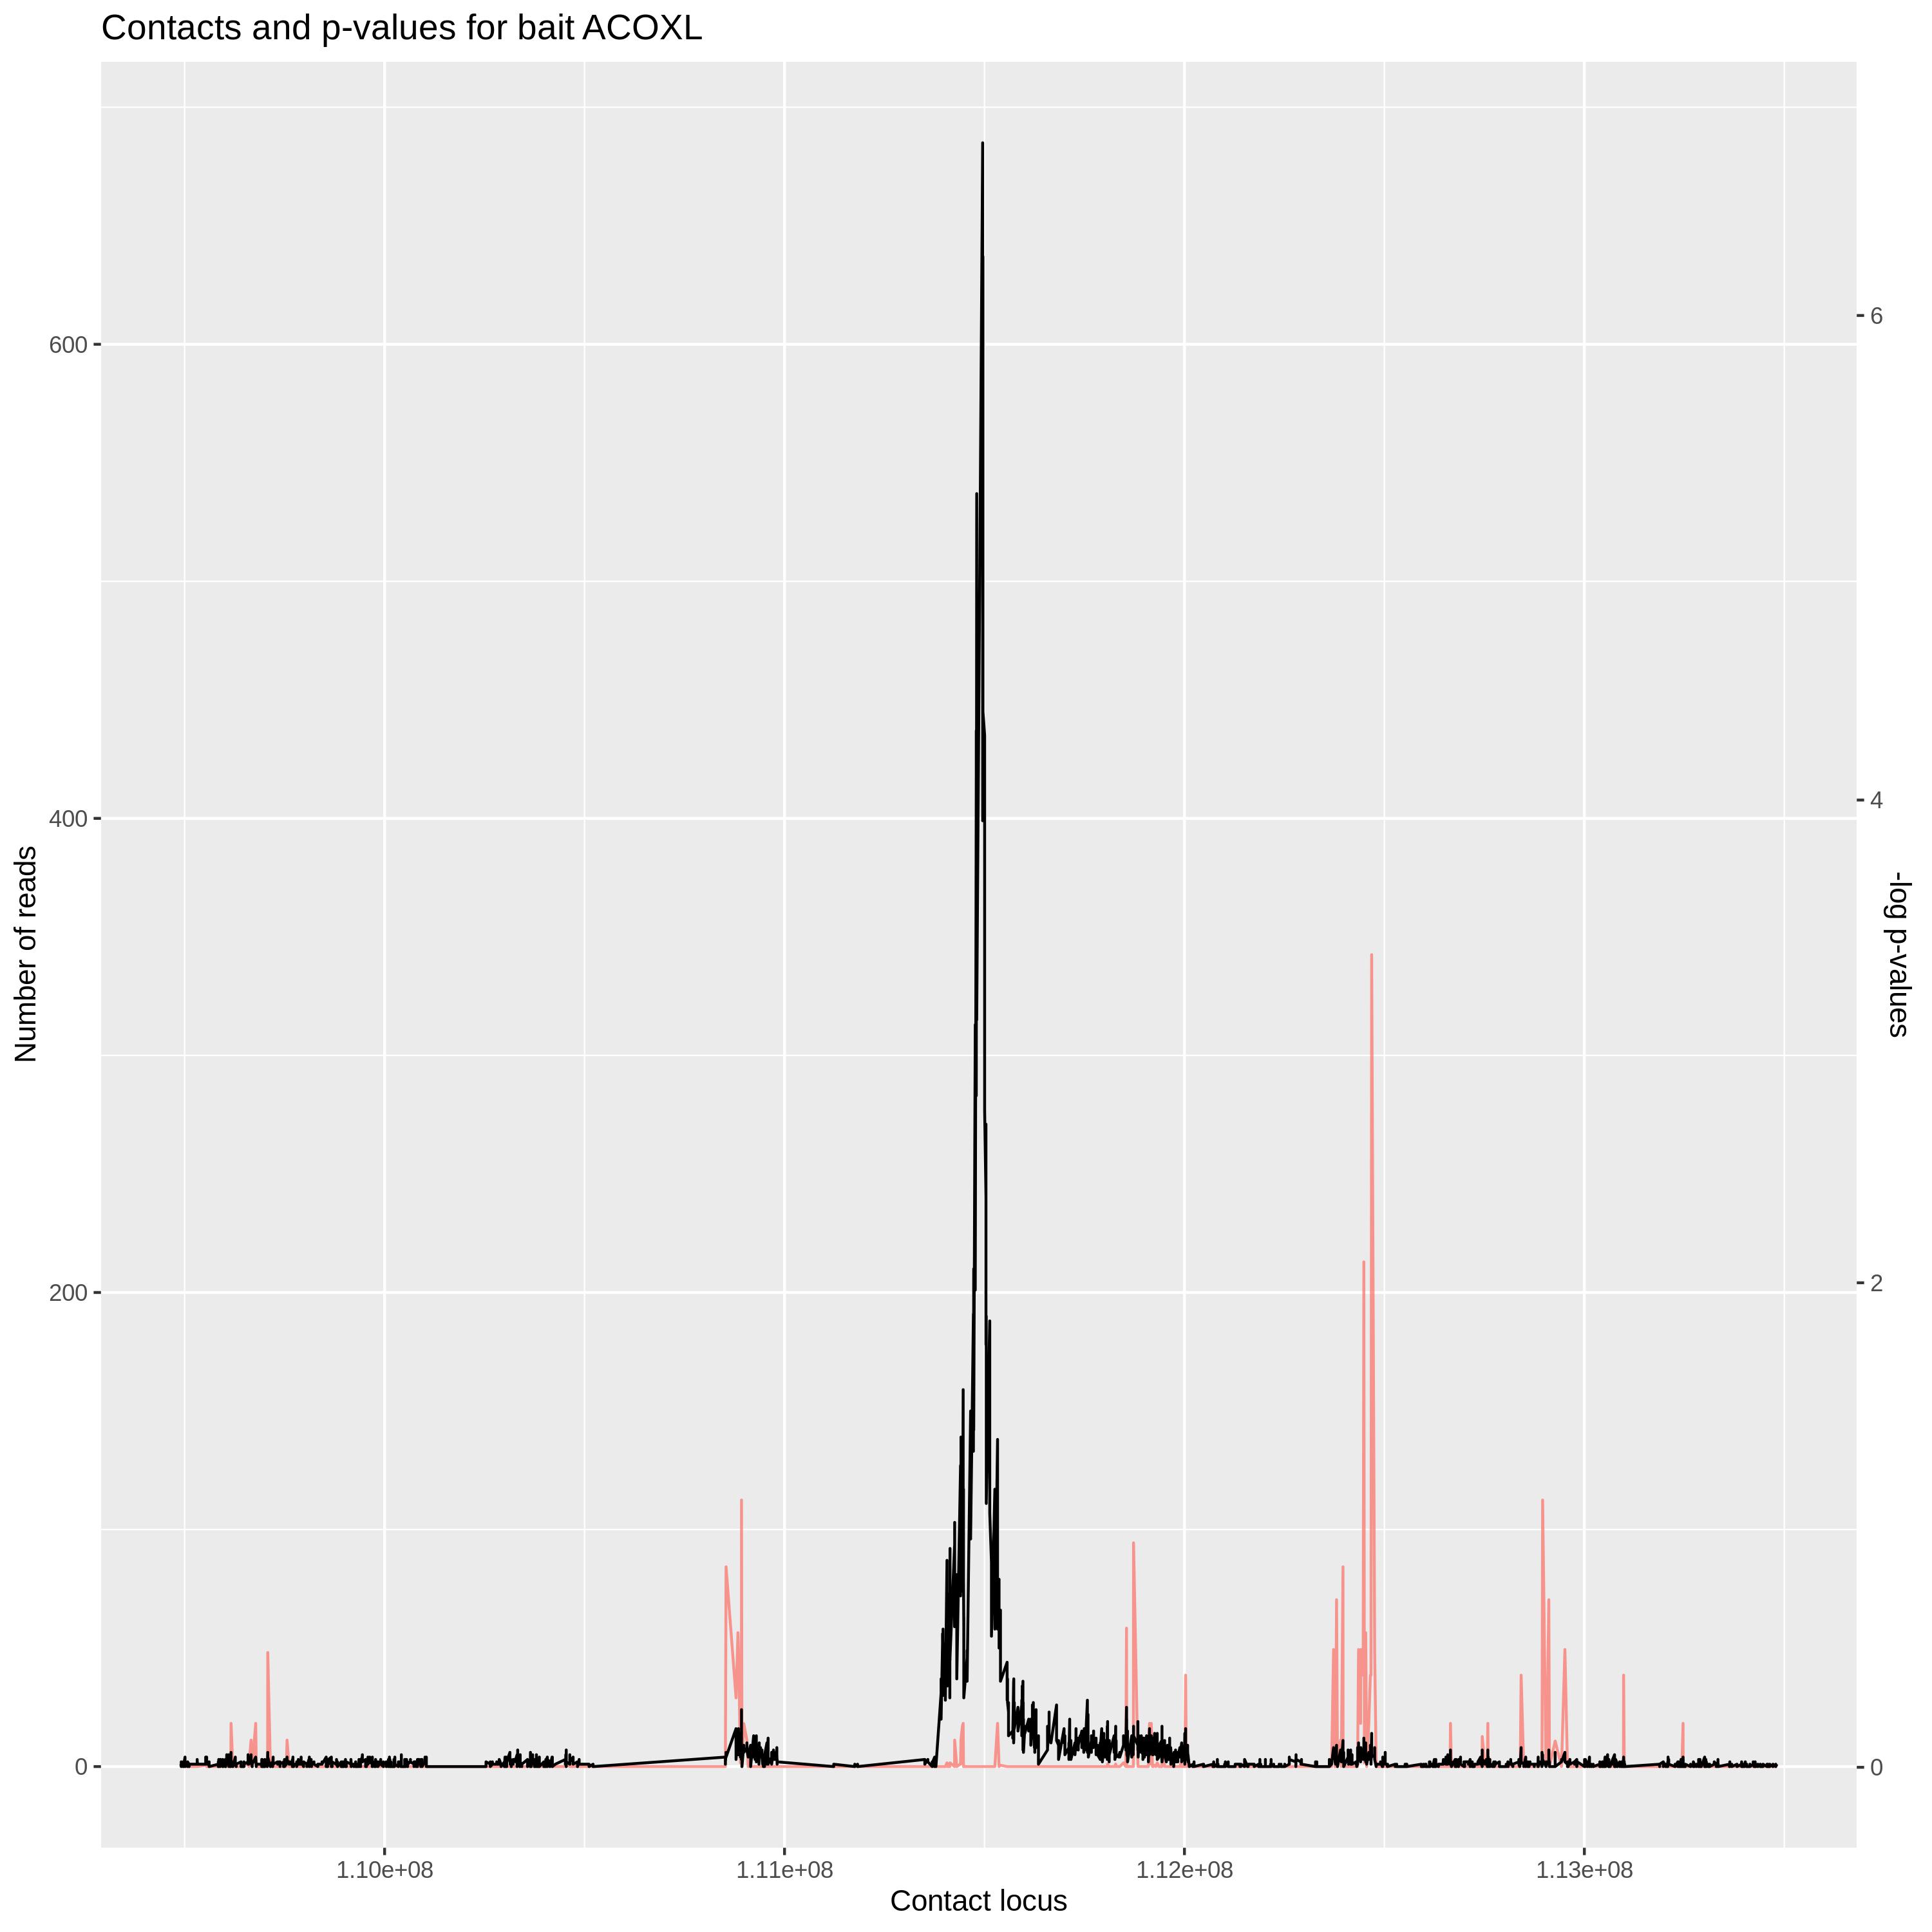 Contacts and p-values for bait ACOXL
Number of reads
600
400
200
0
6
4
2
0
-log p-values
1.10e+08
1.11e+08
1.12e+08
1.13e+08
Contact locus